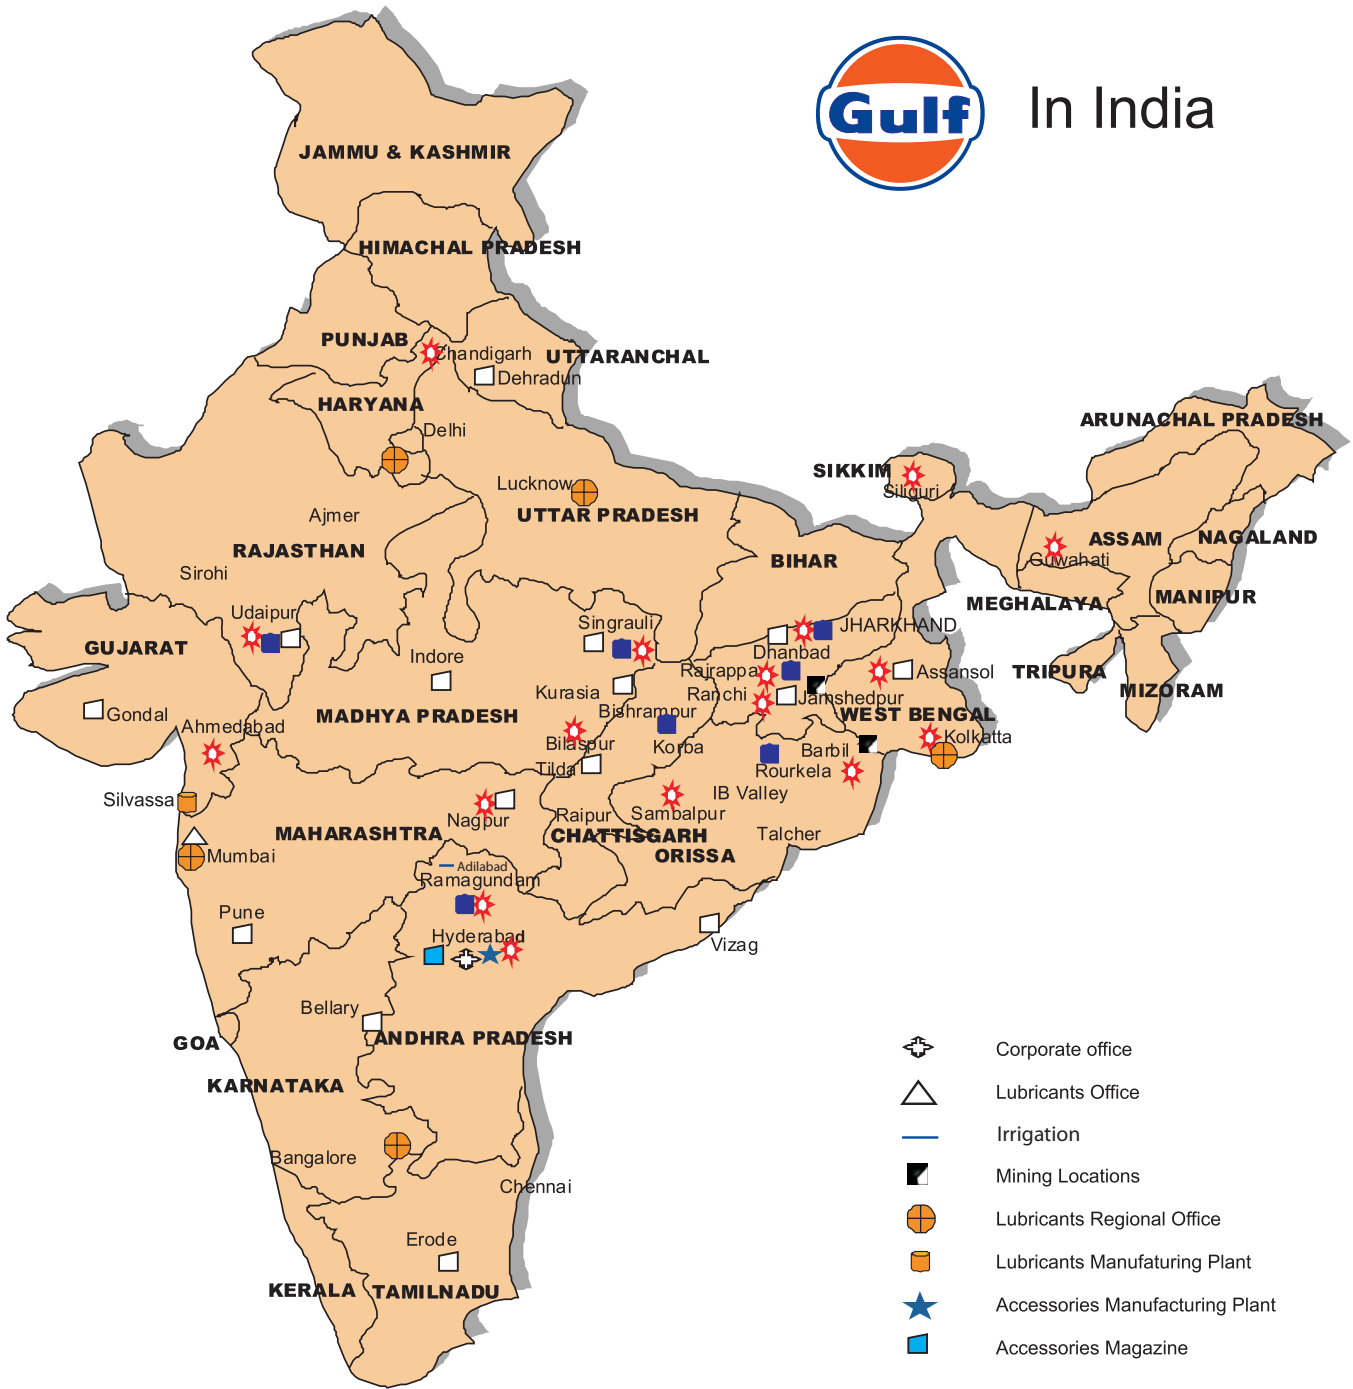 Gulf In India
JAMMU & KASHMIR
HIMACHAL PRADESH
PUNJAB
Chandigarh
UTTARANCHAL
Dehradun
HARYANA
Delhi
ARUNACHAL PRADESH
SIKKIM
Siliguri
Lucknow
UTTAR PRADESH
Ajmer
RAJASTHAN
ASSAM
NAGALAND
Guwahati
BIHAR
Sirohi
MEGHALAYA
MANIPUR
Udaipur
Singrauli
JHARKHAND
GUJARAT
Indore
Dhanbad
Rajrappa
Assansol
TRIPURA
MIZORAM
Kurasia
Ranchi
Jamshedpur
Gondal
MADHYA PRADESH
Bishrampur
WEST BENGAL
Ahmedabad
Bilaspur
Korba
Barbil
Kolkatta
Tilda
Rourkela
Silvassa
IB Valley
Nagpur
Raipur
Sambalpur
MAHARASHTRA
CHATTISGARH
Talcher
Mumbai
ORISSA
Adilabad
Ramagundam
Pune
Hyderabad
Vizag
Bellary
GOA
ANDHRA PRADESH
KARNATAKA
Bangalore
Chennai
Erode
KERALA
TAMILNADU
Corporate office
Lubricants Office
Irrigation
Mining Locations
Lubricants Regional Office
Lubricants Manufaturing Plant
Accessories Manufacturing Plant
Accessories Magazine